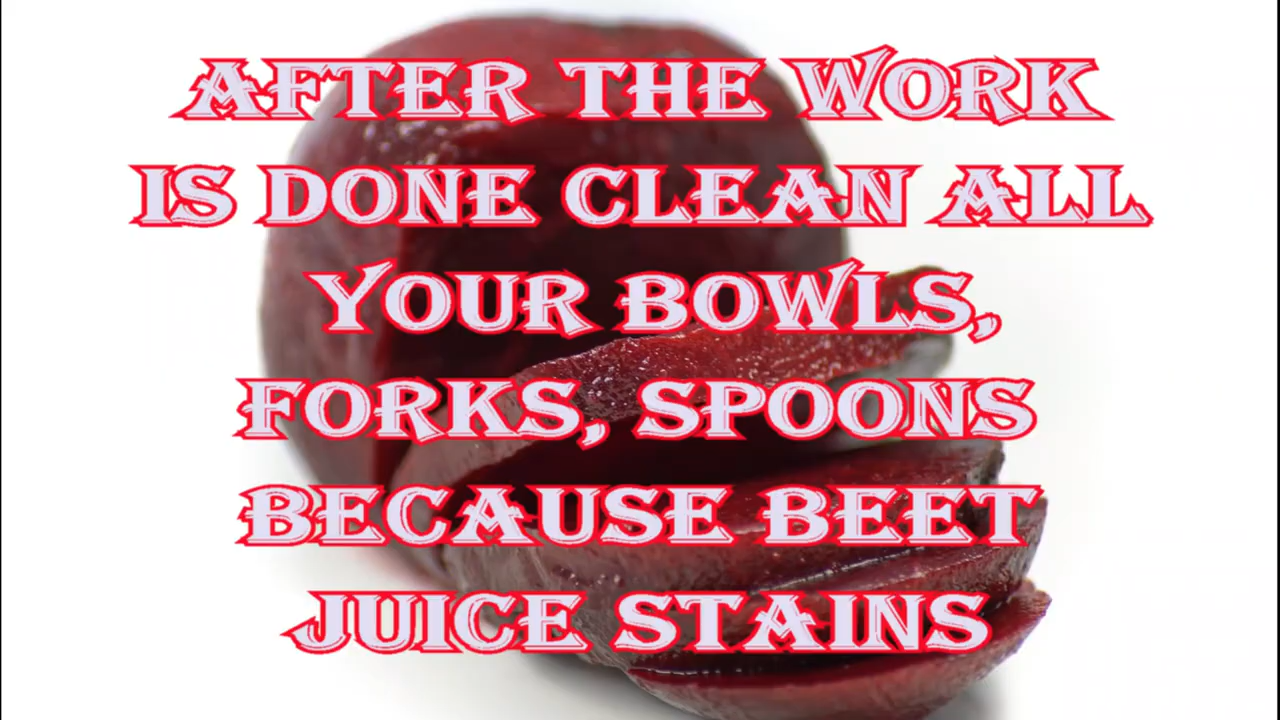 AFTER THE WORK
IS DONE CLEAN ALL
YOUR BOWLS,
FORKS, SPOONS
BECAUSE BEET
JUICE STAINS